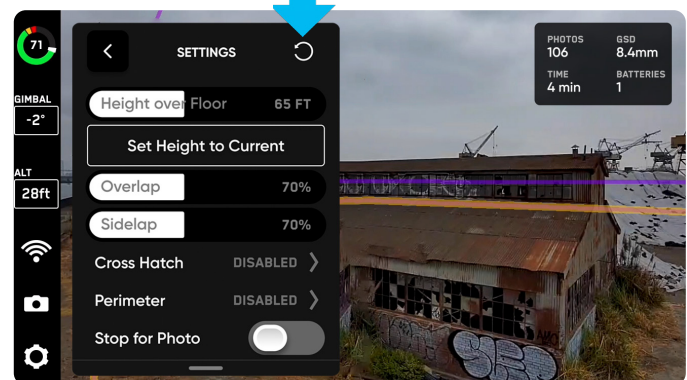 71
GIMBAL
-2°
ALT
28ft
SETTINGS
Height over Floor 65 FT
Set Height to Current
Overlap 70%
Sidelap 70%
Cross Hatch DISABLED
Perimeter DISABLED
Stop for Photo
PHOTOS GSD
106 8.4mm
TIME BATTERIES
4 min 1